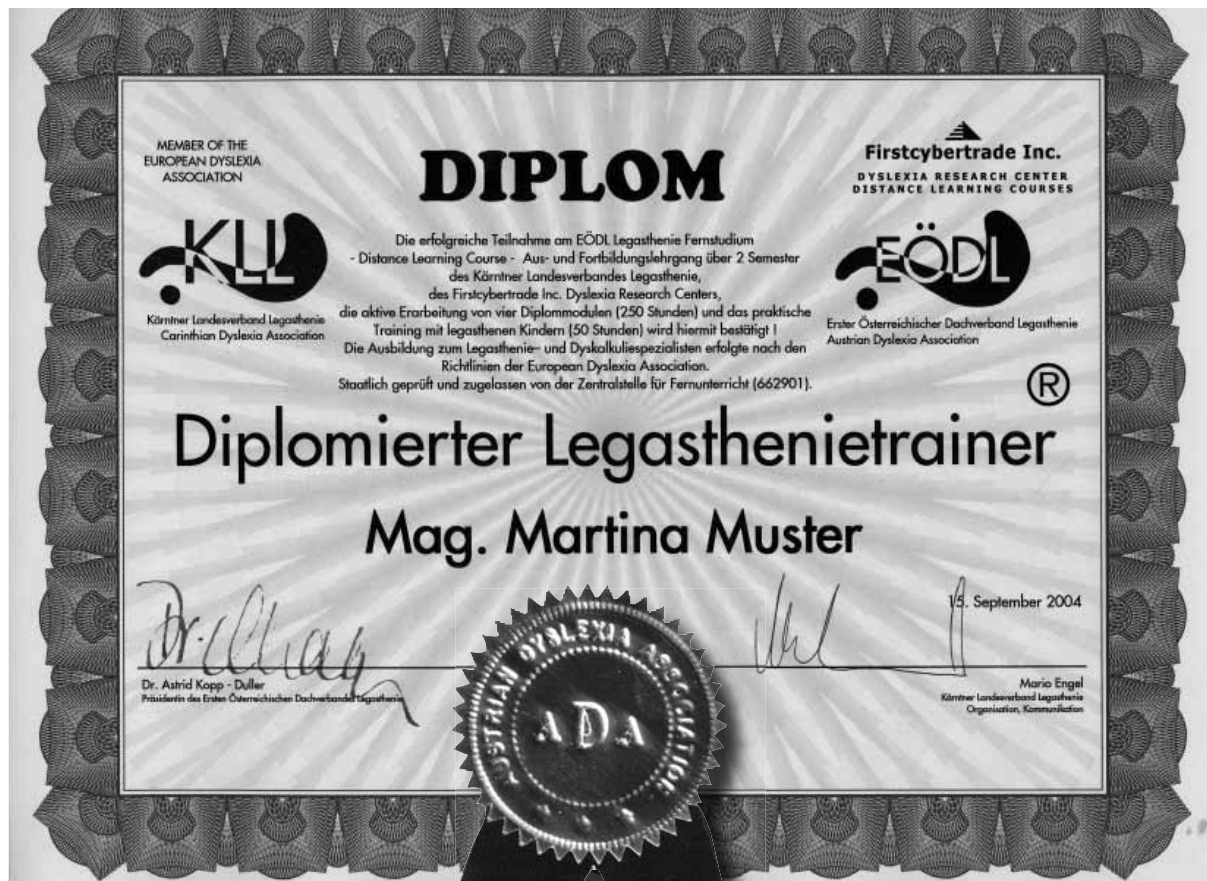 MEMBER OF THE
EUROPEAN DYSLEXIA
ASSOCIATION
KLL
Kärntner Landesverband Legasthenie
Carinthian Dyslexia Association
DIPLOM
Firstcybertrade Inc.
DYSLEXIA RESEARCH CENTER
DISTANCE LEARNING COURSES
EÖDL
Erster Österreichischer Dachverband Legasthenie
Austrian Dyslexia Association
Die erfolgreiche Teilnahme am EÖDL Legasthenie Fernstudium
- Distance Learning Course - Aus- und Fortbildungslehrgang über 2 Semester
des Kärntner Landesverbandes Legasthenie,
des Firstcybertrade Inc. Dyslexia Research Centers,
die aktive Erarbeitung von vier Diplommodulen (250 Stunden) und das praktische
Training mit legasthenen Kindern (50 Stunden) wird hiermit bestätigt !
Die Ausbildung zum Legasthenie- und Dyskalkuliespezialisten erfolgte nach den
Richtlinien der European Dyslexia Association.
Staatlich geprüft und zugelassen von der Zentralstelle für Fernunterricht (662901).
®
Diplomierter Legasthenietrainer
Mag. Martina Muster
15. September 2004
Dr. Astrid Kopp - Duller
Präsidentin des Ersten Österreichischen Dachverbandes Legasthenie
AUSTRIAN DYSLEXIA ASSOCIATION
ADA
Mario Engel
Kärntner Landesverband Legasthenie
Organisation, Kommunikation